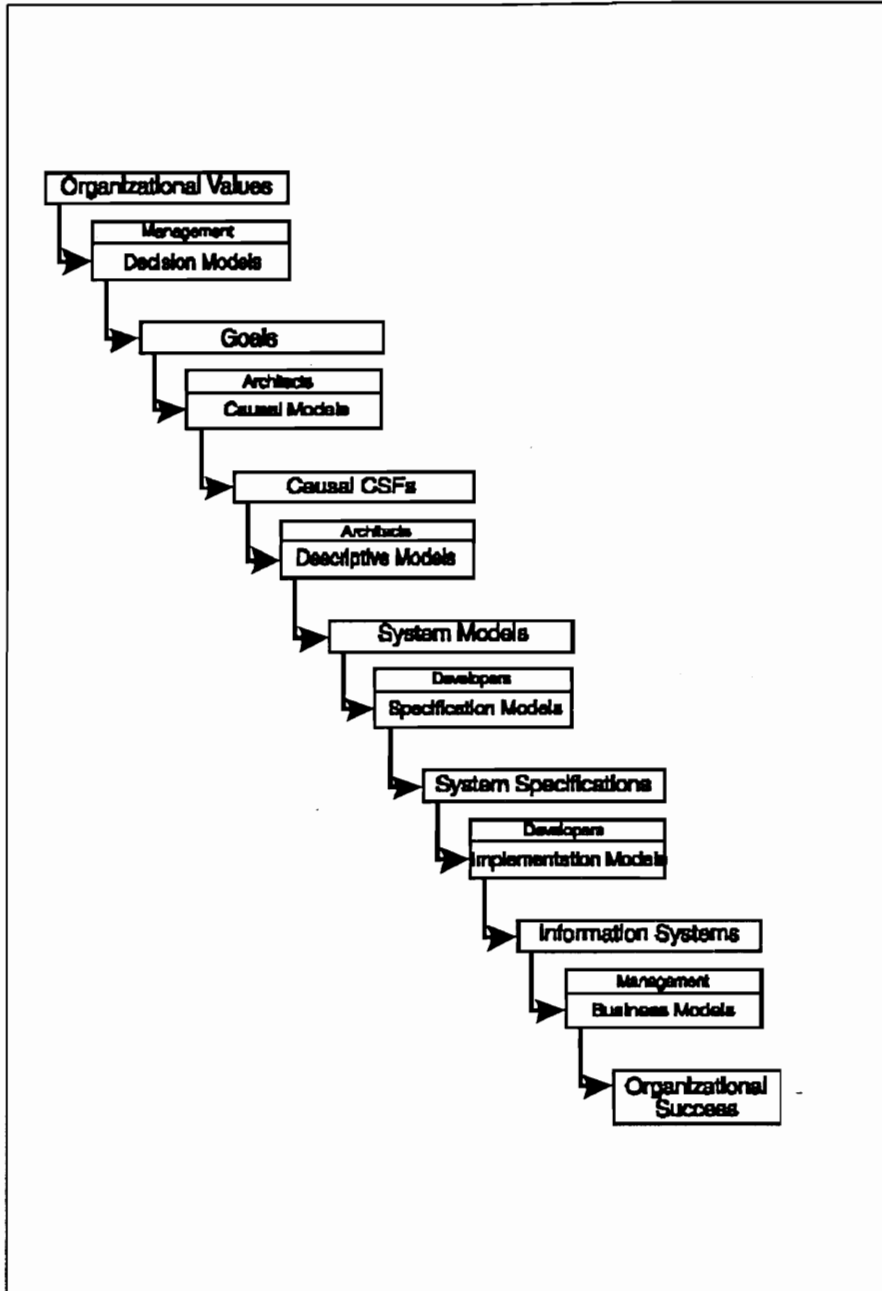 Organizational Values
Management
Decision Models
Goals
Architects
Causal Models
Causal CSFs
Architects
Descriptive Models
System Models
Developers
Specification Models
System Specifications
Developers
Implementation Models
Information Systems
Management
Business Models
Organizational
Success